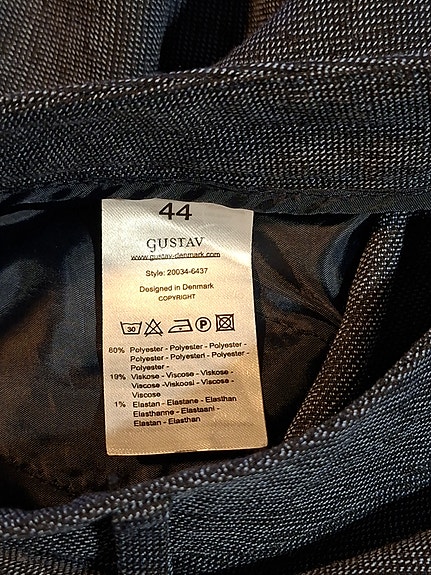 44
GUSTAV
www.gustav-denmark.com
Style: 20034-6437
Designed in Denmark
COPYRIGHT
30 P
80% Polyester - Polyester - Polyester -
Polyester - Polyesteri - Polyester -
Polyester -
19% Viskose - Viscose - Viskose -
Viscose -Viskoosi - Viscose -
Viscose
1% Elastan - Elastane - Elasthan
Elasthanne - Elastaani -
Elastan - Elasthan